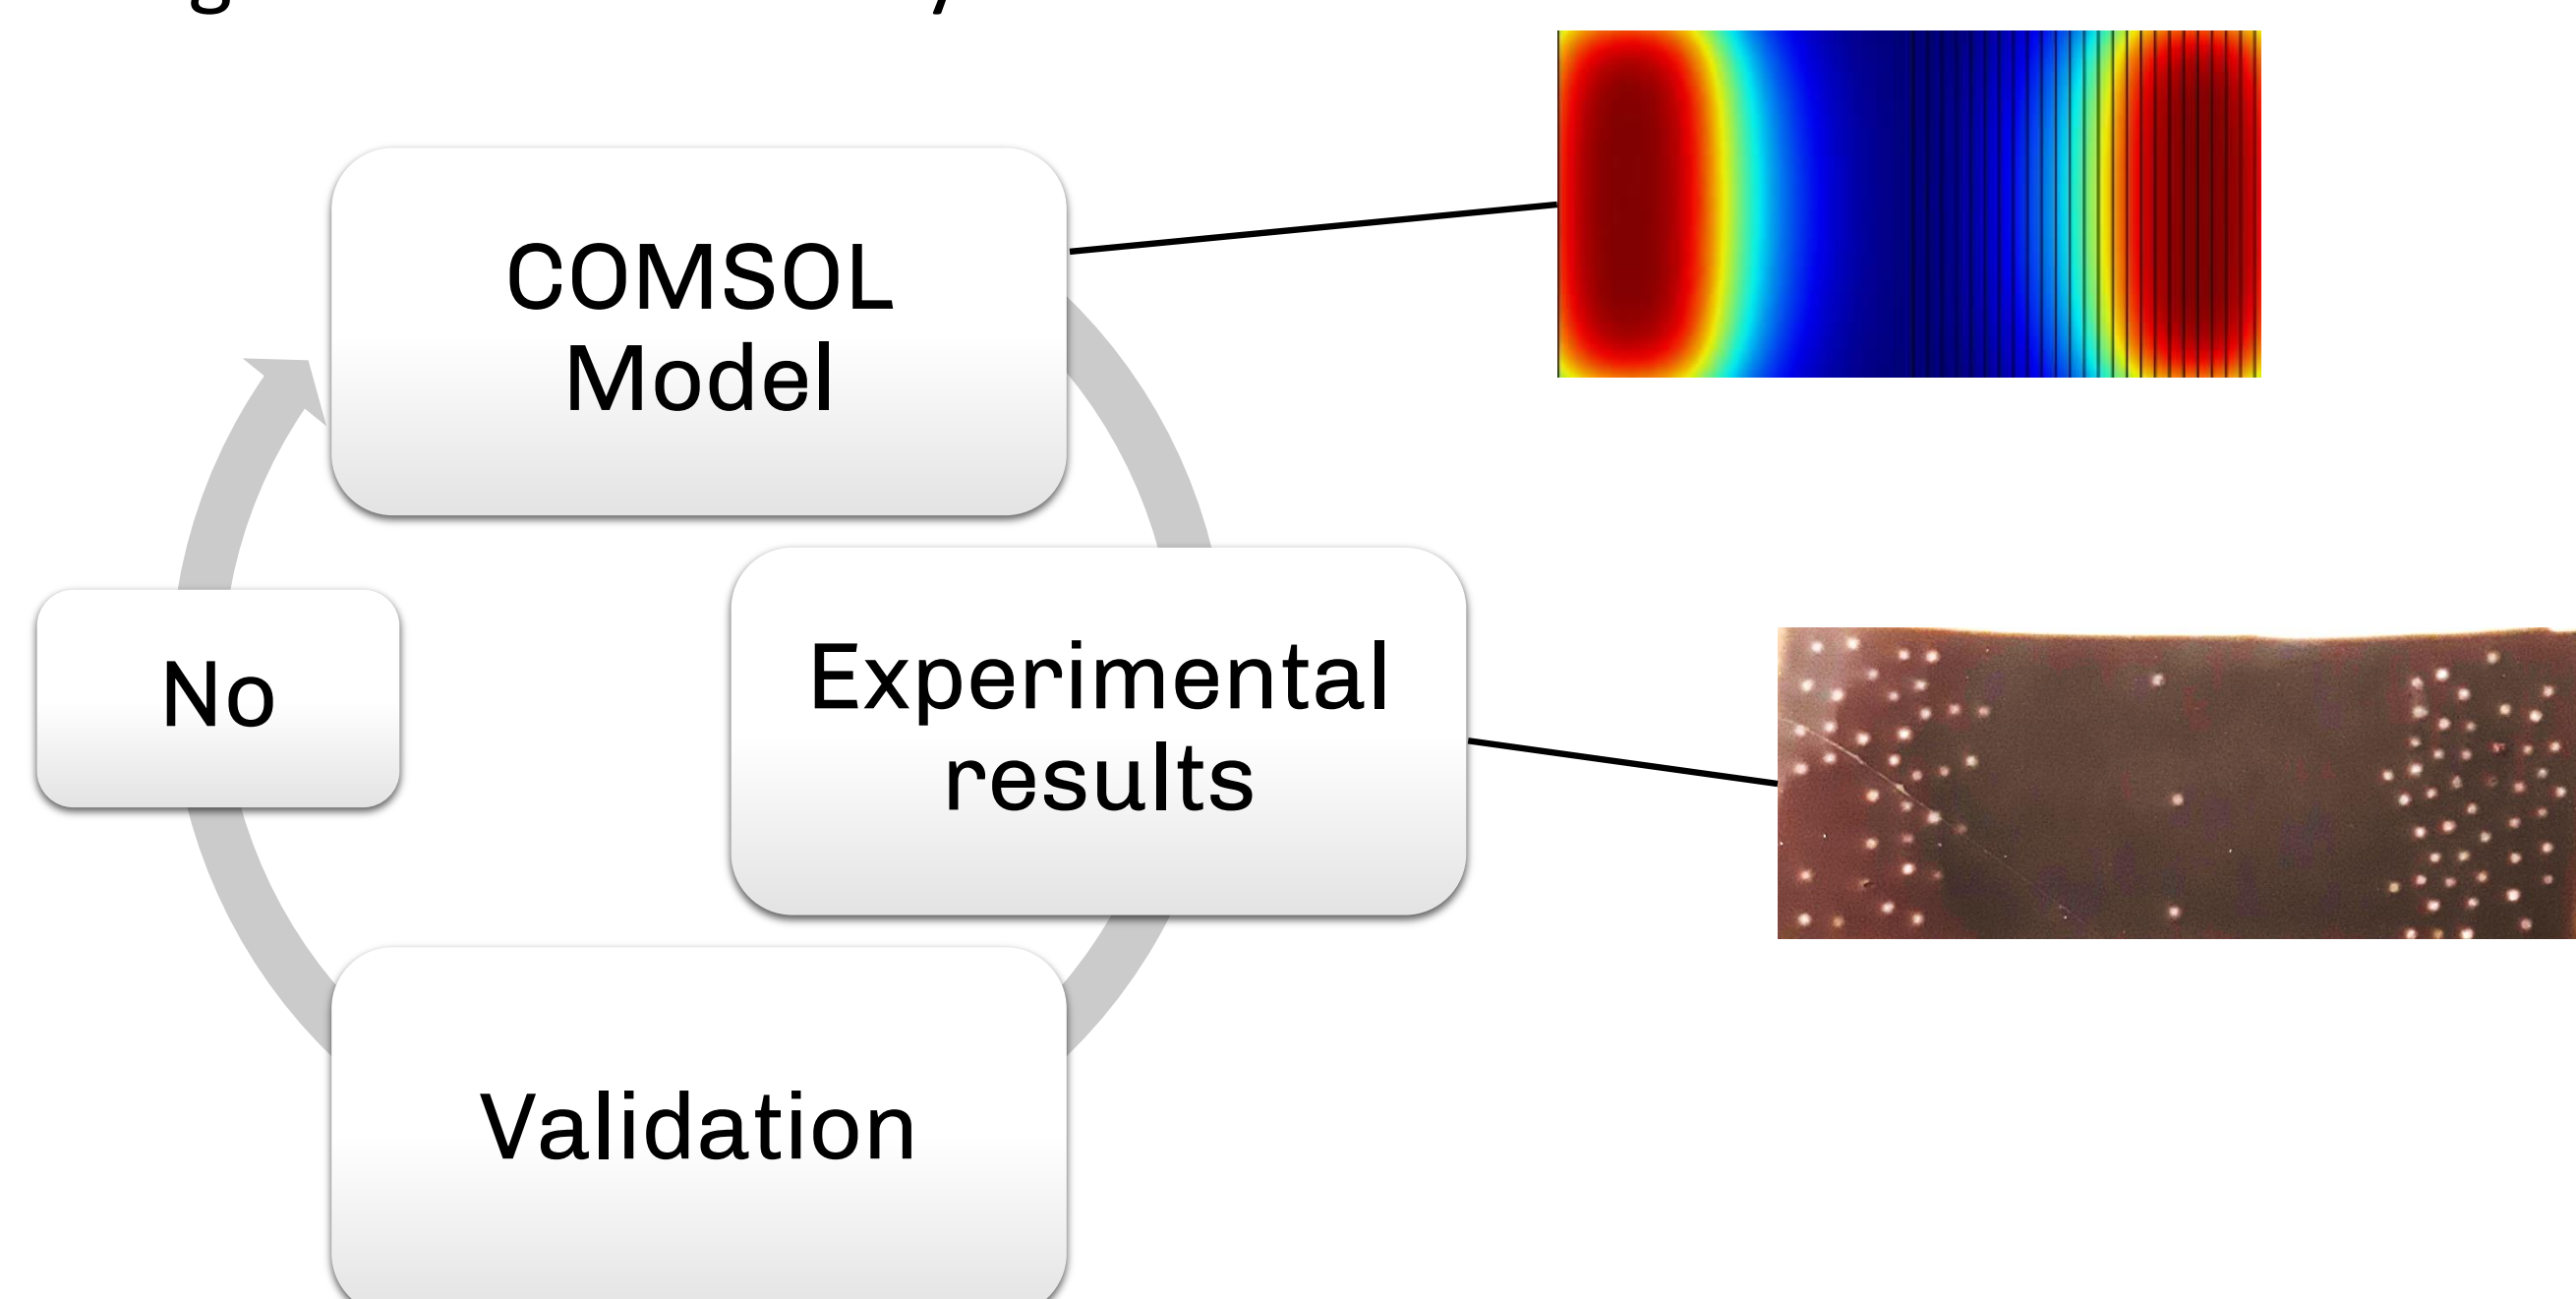 COMSOL
Model
Experimental
results
No
Validation